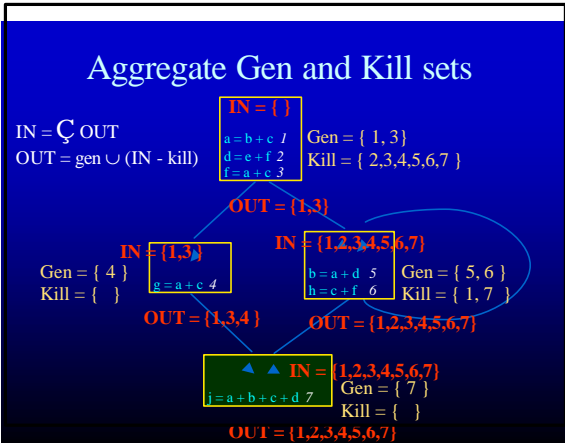 Aggregate Gen and Kill sets
IN = { }
IN = Ç OUT
OUT = gen ∪ (IN - kill)
a = b + c 1
d = e + f 2
f = a + c 3
Gen = { 1, 3}
Kill = { 2,3,4,5,6,7 }
OUT = {1,3}
IN = {1,3}
IN = {1,2,3,4,5,6,7}
Gen = { 4 }
Kill = { }
g = a + c 4
b = a + d 5
h = c + f 6
Gen = { 5, 6 }
Kill = { 1, 7 }
OUT = {1,3,4 }
OUT = {1,2,3,4,5,6,7}
IN = {1,2,3,4,5,6,7}
j = a + b + c + d 7
Gen = { 7 }
Kill = { }
OUT = {1,2,3,4,5,6,7}